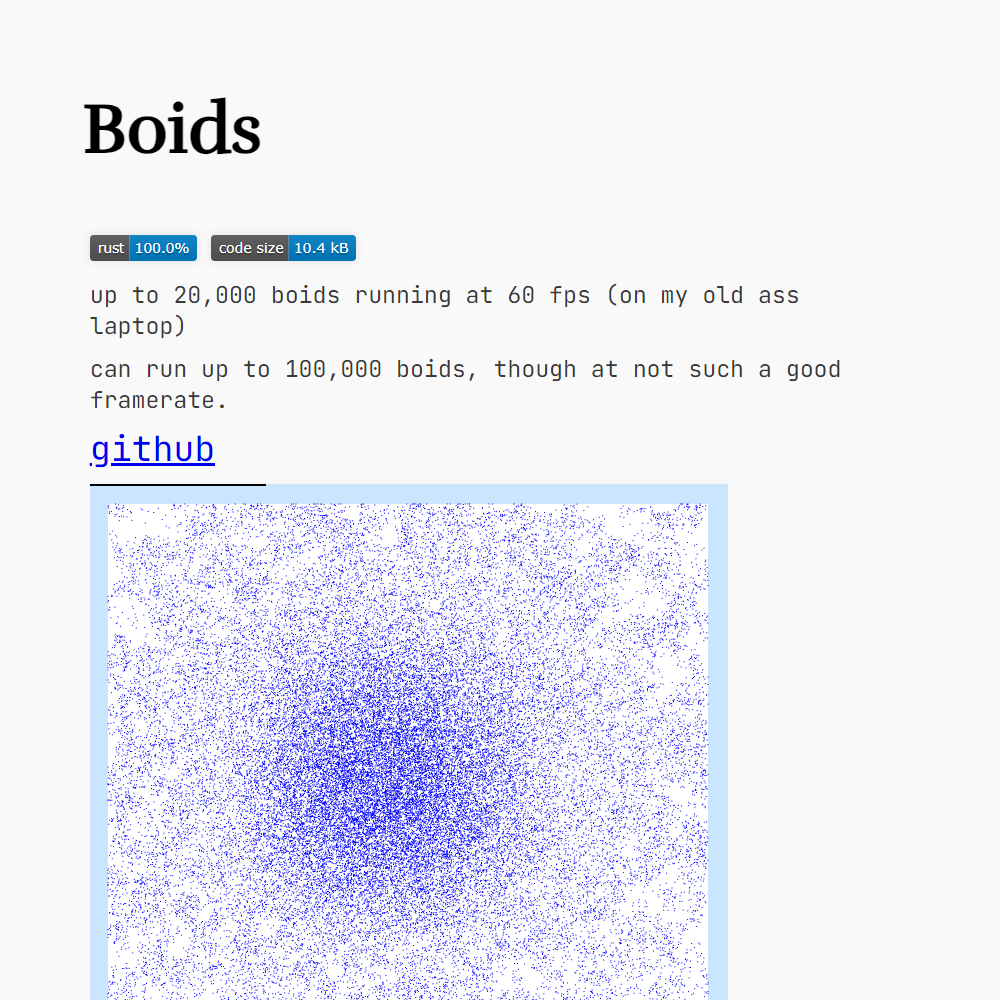 Boids
rust 100.0% code size 10.4 kB
up to 20,000 boids running at 60 fps (on my old ass
laptop)
can run up to 100,000 boids, though at not such a good
framerate.
github